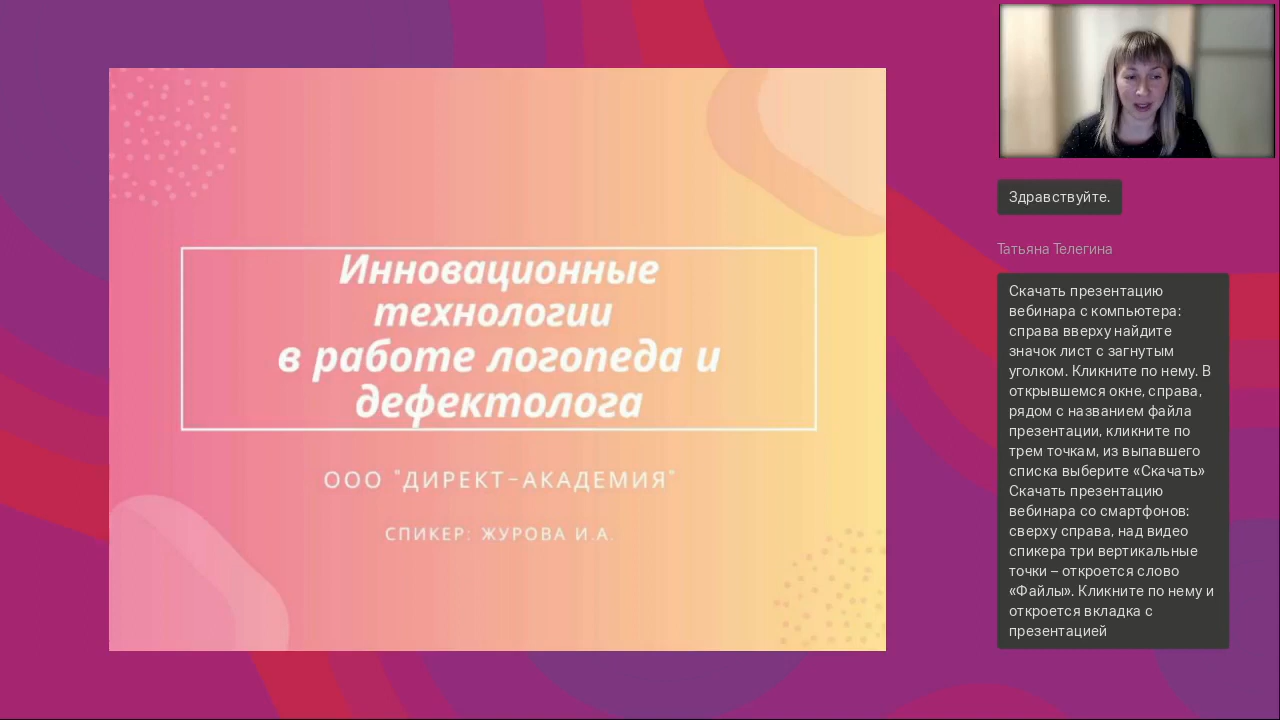 Инновационные
технологии
в работе логопеда и
дефектолога
ООО "ДИРЕКТ-АКАДЕМИЯ"
СПИКЕР: ЖУРОВА И.А.
Здравствуйте.
Татьяна Телегина
Скачать презентацию
вебинара с компьютера:
справа вверху найдите
значок лист с загнутым
уголком. Кликните по нему. В
открывшемся окне, справа,
рядом с названием файла
презентации, кликните по
трем точкам, из выпавшего
списка выберите «Скачать»
Скачать презентацию
вебинара со смартфонов:
сверху справа, над видео
спикера три вертикальные
точки – откроется слово
«Файлы». Кликните по нему и
откроется вкладка с
презентацией